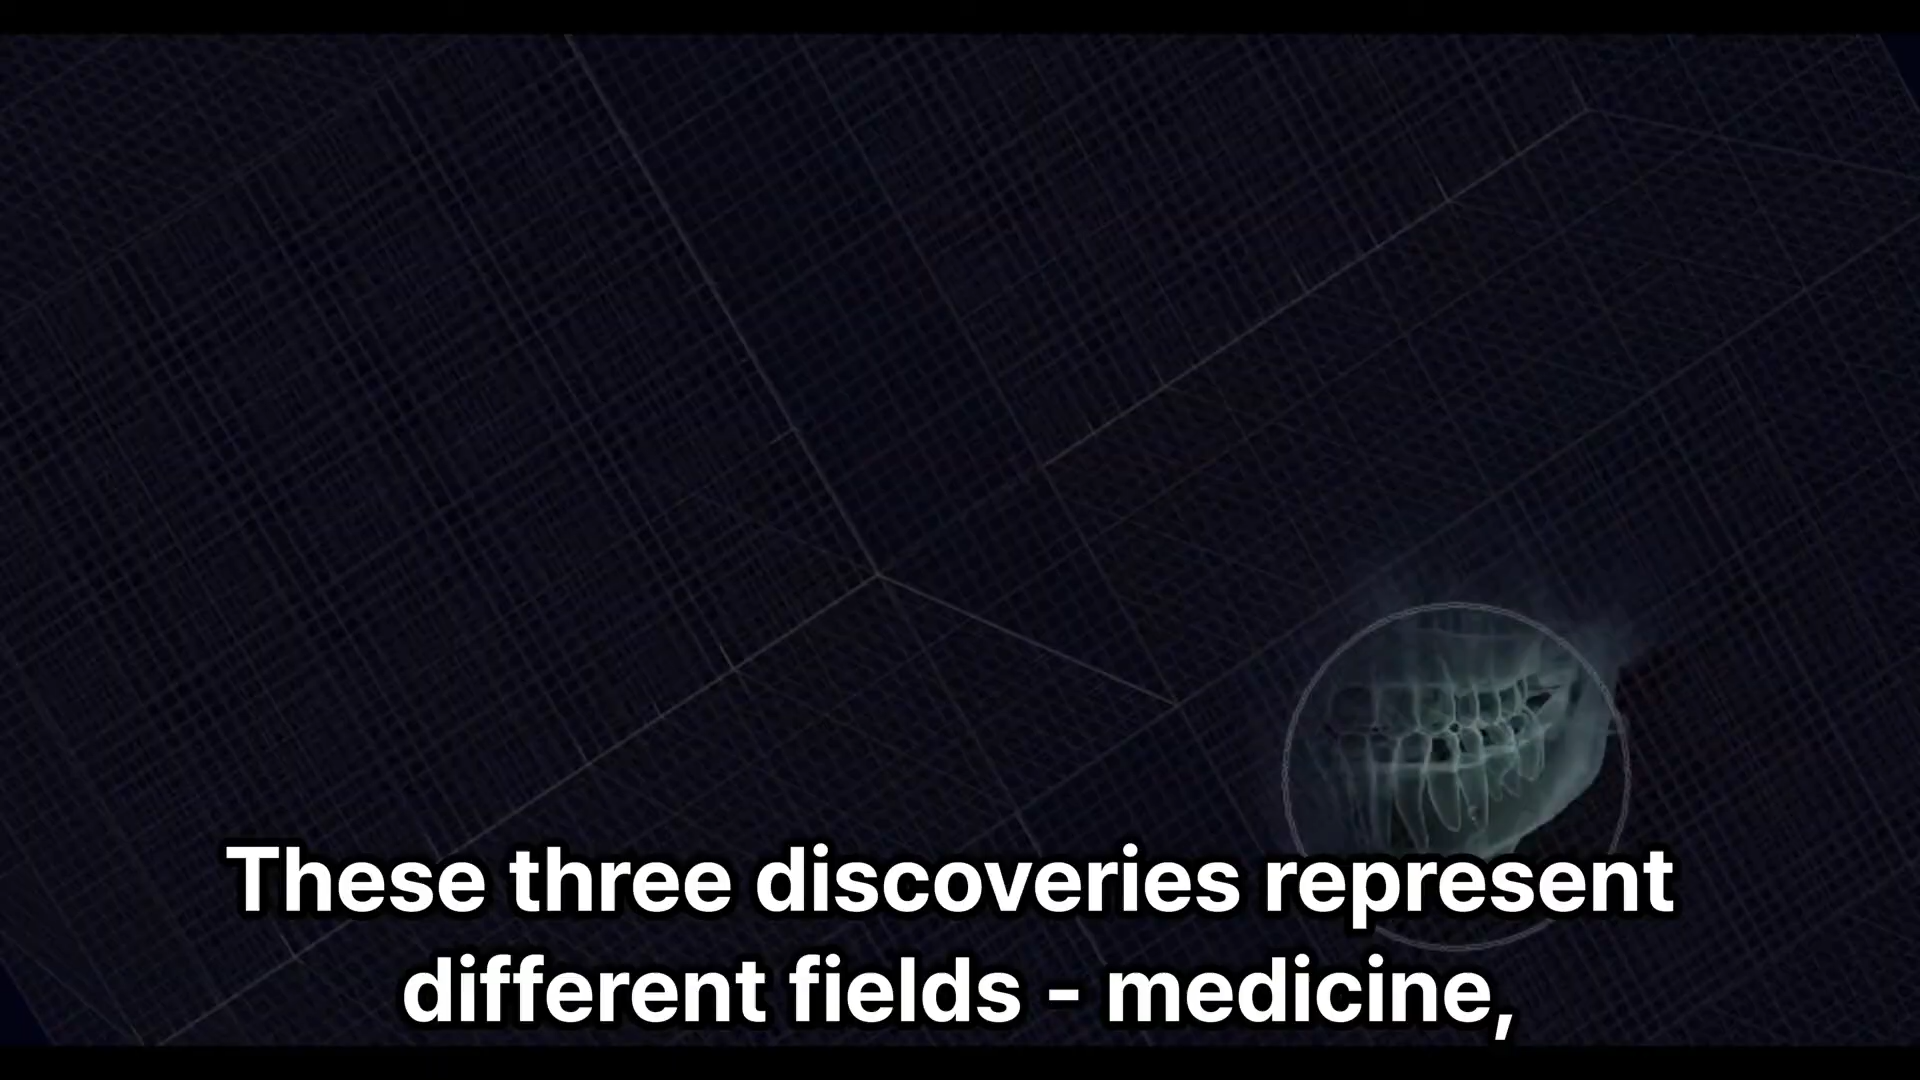 These three discoveries represent
different fields - medicine,